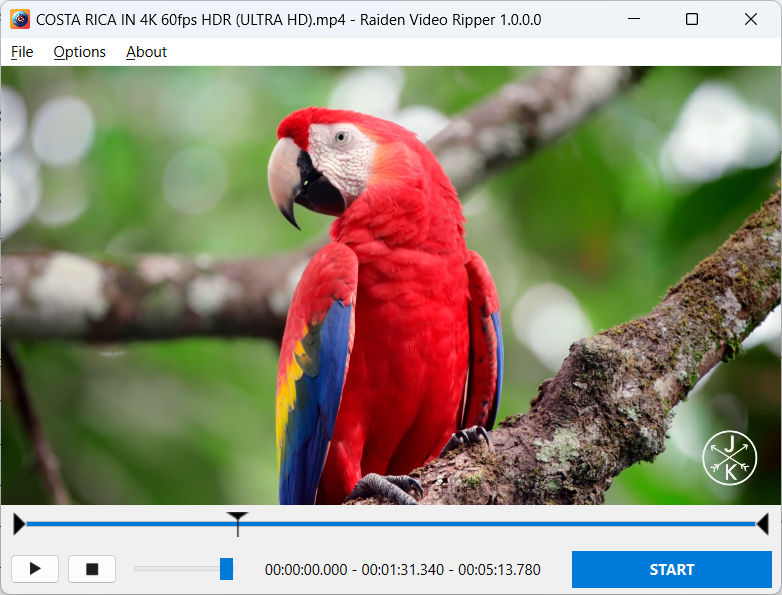 COSTA RICA IN 4K 60fps HDR (ULTRA HD).mp4 - Raiden Video Ripper 1.0.0.0
File Options About
J
K
00:00:00.000 - 00:01:31.340 - 00:05:13.780
START